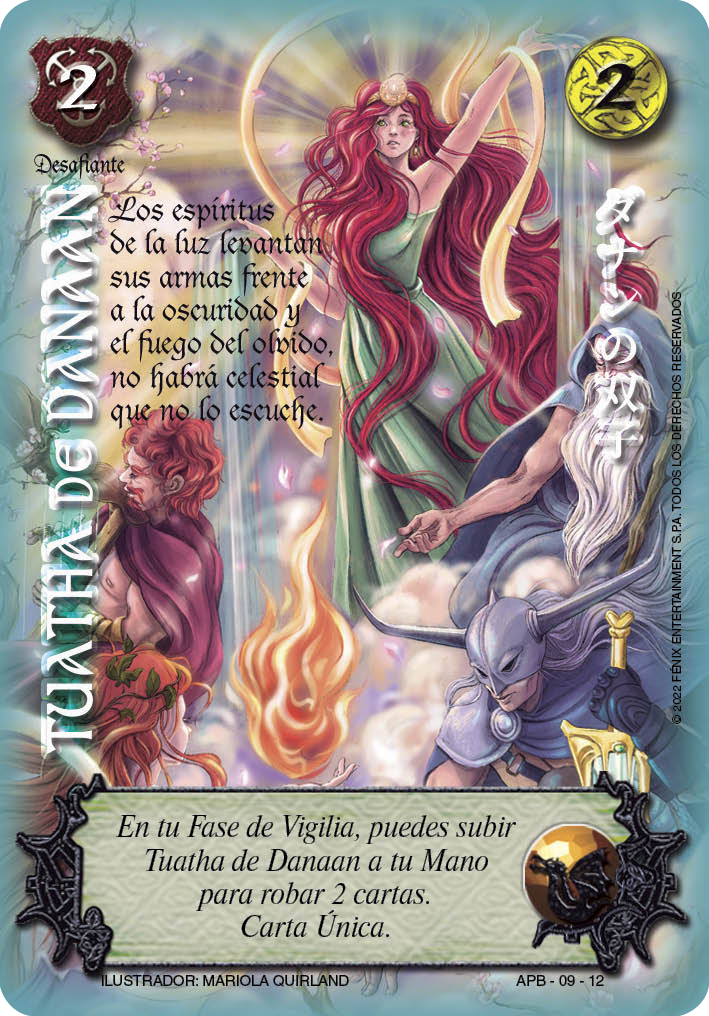 2
2
Desafiante
TUATHA DE DANAAN
Los espíritus
de la luz levantan
sus armas frente
a la oscuridad y
el fuego del olvido,
no habrá celestial
que no lo escuche.
ダナンの双子
© 2022 FÉNIX ENTERTAINMENT S.P.A. TODOS LOS DERECHOS RESERVADOS
En tu Fase de Vigilia, puedes subir
Tuatha de Danaan a tu Mano
para robar 2 cartas.
Carta Única.
ILUSTRADOR: MARIOLA QUIRLAND
APB - 09 - 12